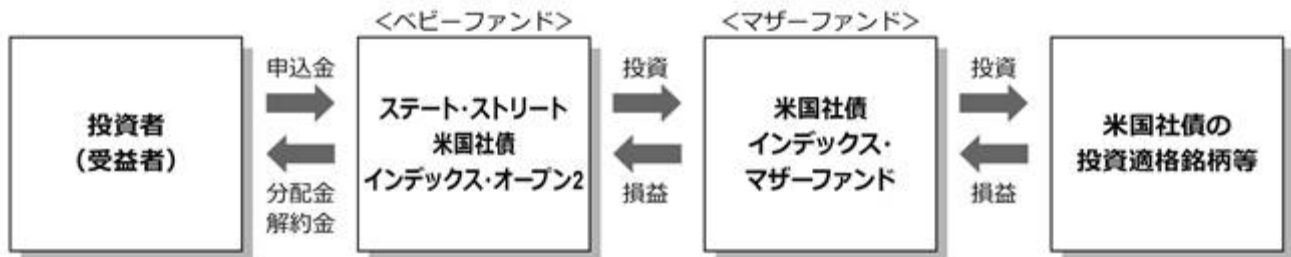 <ベビーファンド>
<マザーファンド>
投資者
(受益者)
申込金
分配金
解約金
ステート・ストリート
米国社債
インデックス・オープン2
投資
損益
米国社債
インデックス・
マザーファンド
投資
損益
米国社債の
投資適格銘柄等